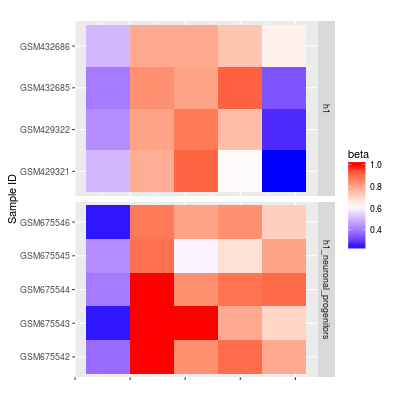 Sample ID
GSM432686
GSM432685
GSM429322
GSM429321
h1
GSM675546
GSM675545
GSM675544
GSM675543
GSM675542
h1_neuronal_progenitors
beta
1.0
0.8
0.6
0.4